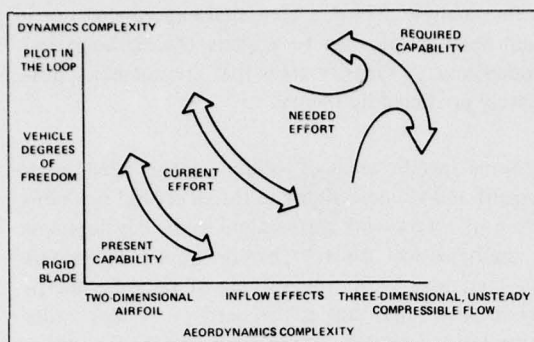 DYNAMICS COMPLEXITY
PILOT IN
THE LOOP
VEHICLE
DEGREES
OF
FREEDOM
RIGID
BLADE
REQUIRED
CAPABILITY
NEEDED
EFFORT
CURRENT
EFFORT
PRESENT
CAPABILITY
TWO-DIMENSIONAL
AIRFOIL
INFLOW EFFECTS
THREE-DIMENSIONAL, UNSTEADY
COMPRESSIBLE FLOW
AEORDYNAMICS COMPLEXITY